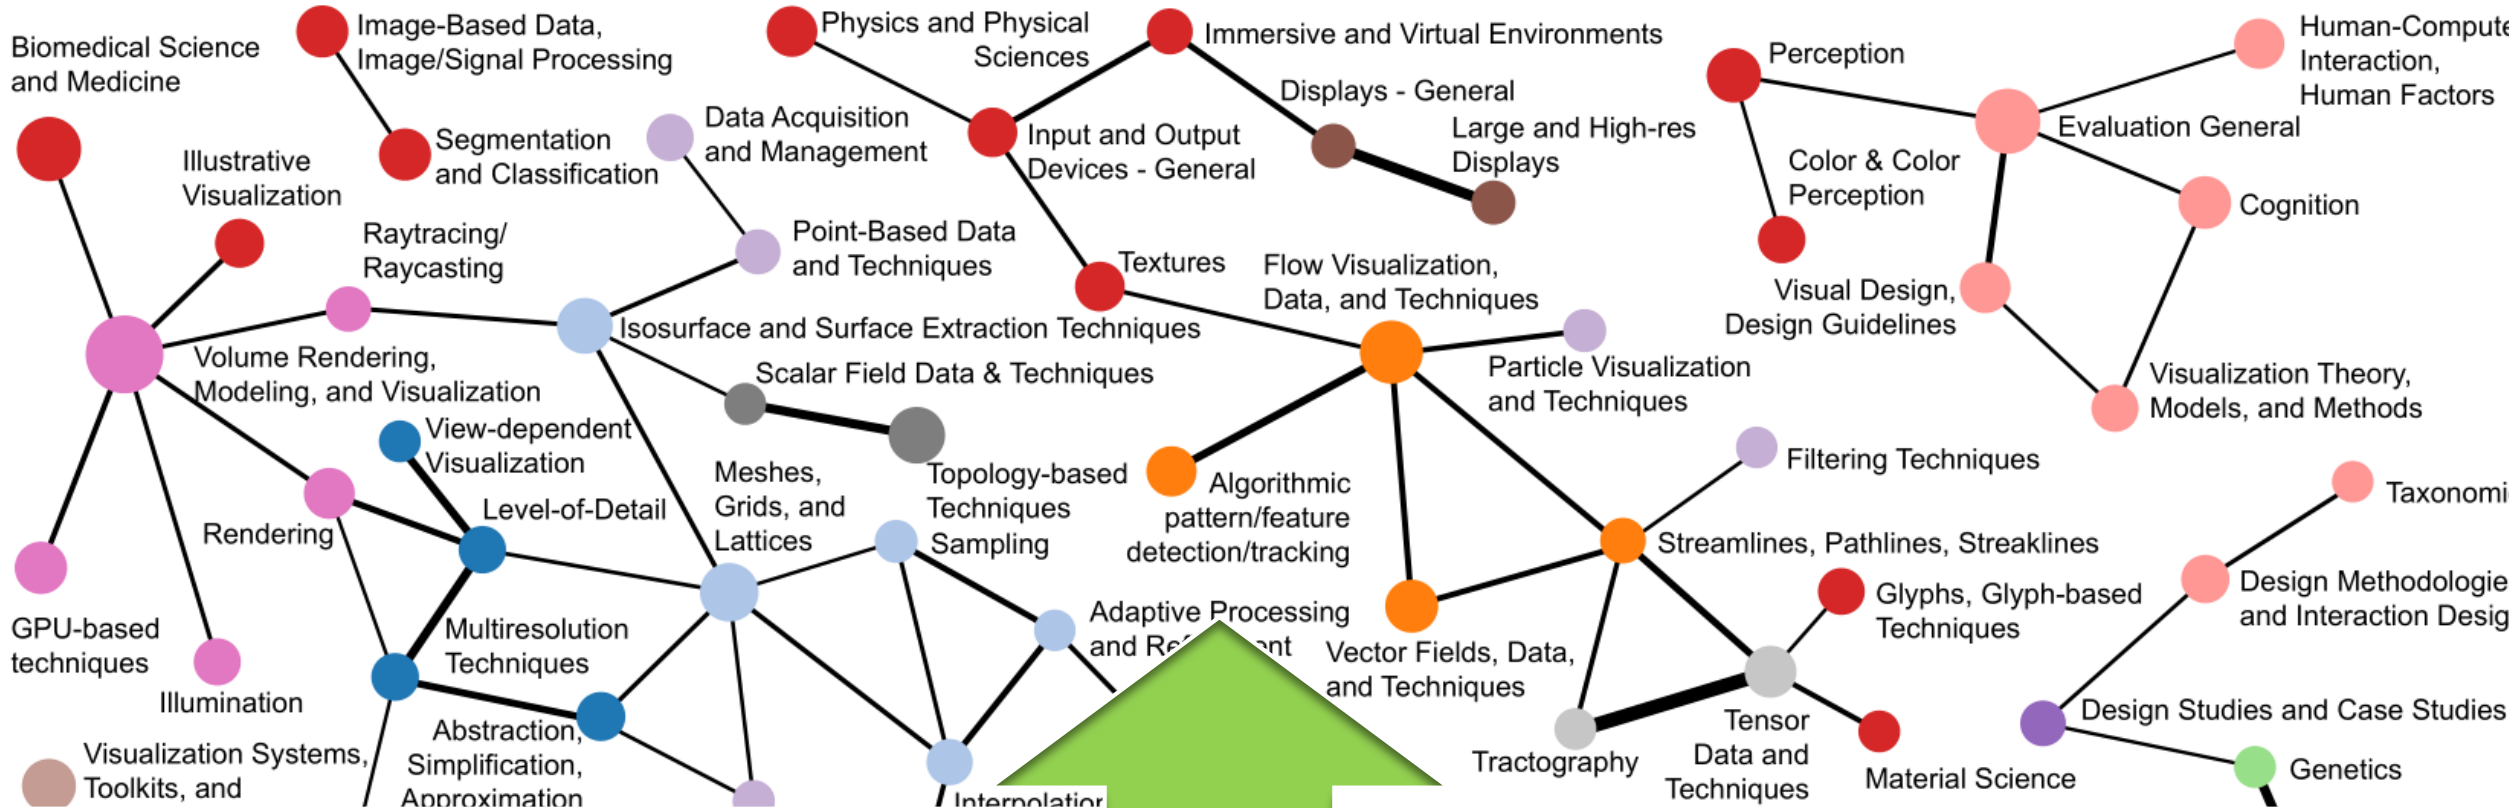 Biomedical Science
and Medicine
Image-Based Data,
Image/Signal Processing
Segmentation
and Classification
Illustrative
Visualization
Raytracing/
Raycasting
Data Acquisition
and Management
Point-Based Data
and Techniques
Physics and Physical
Sciences
Immersive and Virtual Environments
Displays - General
Large and High-res
Displays
Input and Output
Devices - General
Textures
Flow Visualization,
Data, and Techniques
Perception
Human-Compute
Interaction,
Human Factors
Evaluation General
Color & Color
Perception
Cognition
Visual Design,
Design Guidelines
Visualization Theory,
Models, and Methods
Isosurface and Surface Extraction Techniques
Volume Rendering,
Modeling, and Visualization
Scalar Field Data & Techniques
Particle Visualization
and Techniques
View-dependent
Visualization
Level-of-Detail
Rendering
Meshes,
Grids, and
Lattices
Topology-based
Techniques
Sampling
Algorithmic
pattern/feature
detection/tracking
Filtering Techniques
Streamlines, Pathlines, Streaklines
Taxonomi
Glyphs, Glyph-based
Techniques
Design Methodologie
and Interaction Desig
GPU-based
techniques
Illumination
Multiresolution
Techniques
Adaptive Processing
and
Vector Fields, Data,
and Techniques
Abstraction,
Simplification,
Approximation
Visualization Systems,
Toolkits, and
Interpolation
Tractography
Tensor
Data and
Techniques
Material Science
Design Studies and Case Studies
Genetics